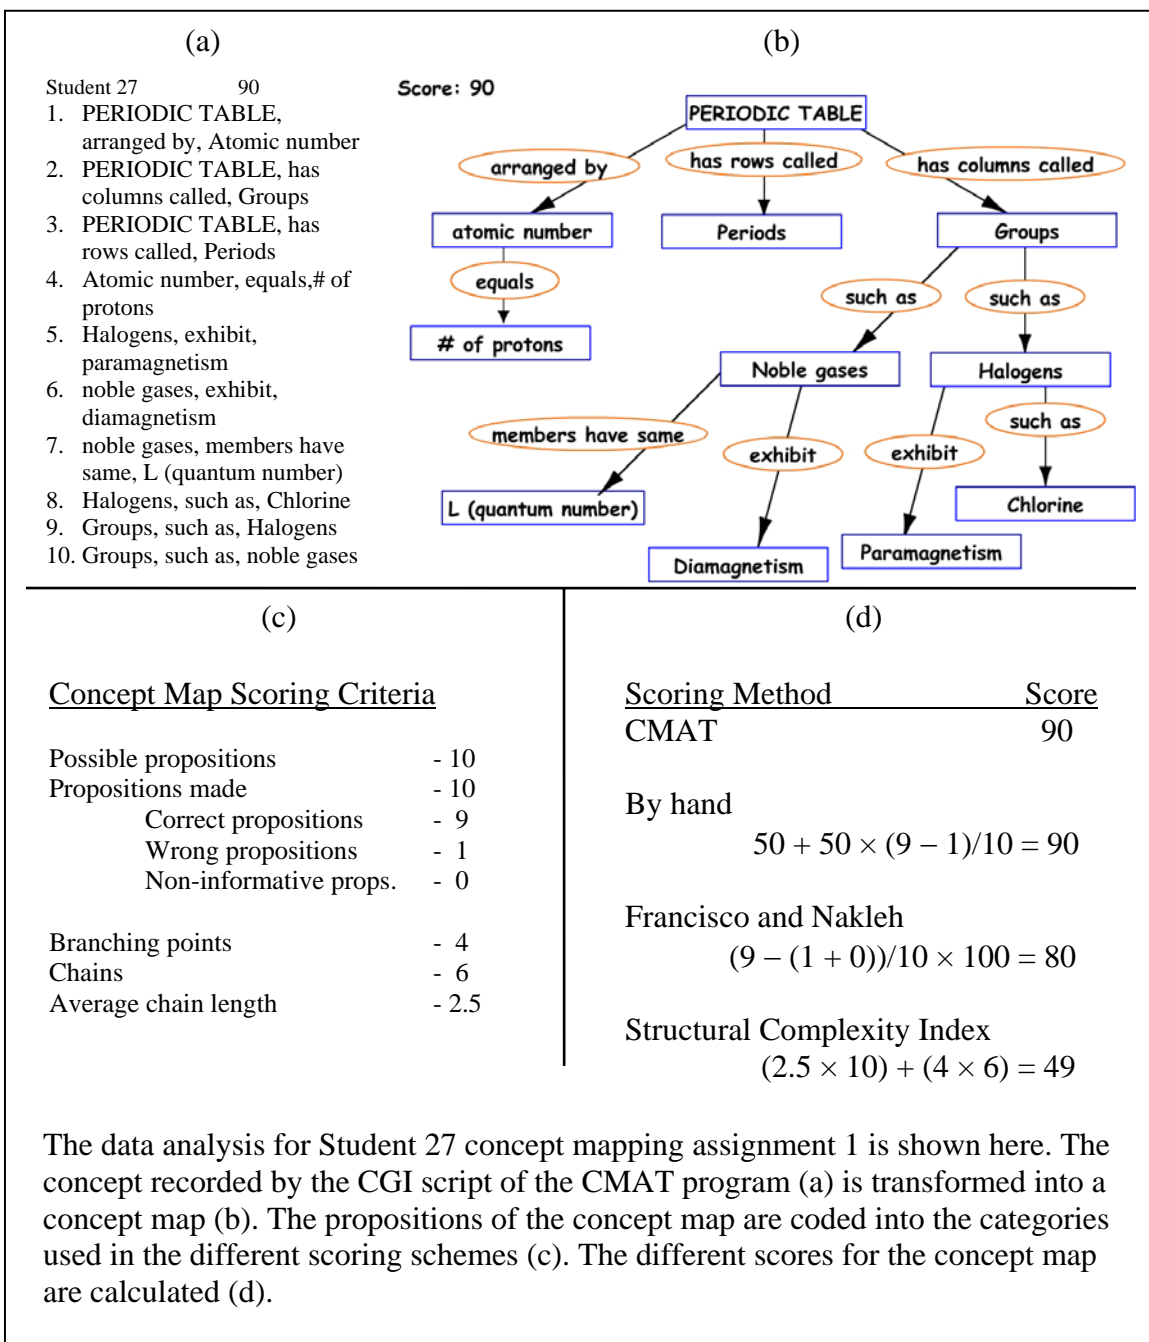 (a)
Student 27 90
1. PERIODIC TABLE,
arranged by, Atomic number
2. PERIODIC TABLE, has
columns called, Groups
3. PERIODIC TABLE, has
rows called, Periods
4. Atomic number, equals,# of
protons
5. Halogens, exhibit,
paramagnetism
6. noble gases, exhibit,
diamagnetism
7. noble gases, members have
same, L (quantum number)
8. Halogens, such as, Chlorine
9. Groups, such as, Halogens
10. Groups, such as, noble gases
(b)
Score: 90
PERIODIC TABLE
arranged by
has rows called
has columns called
atomic number
Periods
Groups
equals
such as
such as
# of protons
Noble gases
Halogens
members have same
exhibit
exhibit
such as
L (quantum number)
Chlorine
Diamagnetism
Paramagnetism
(c)
Concept Map Scoring Criteria
Possible propositions - 10
Propositions made - 10
Correct propositions - 9
Wrong propositions - 1
Non-informative props. - 0
Branching points - 4
Chains - 6
Average chain length - 2.5
(d)
Scoring Method Score
CMAT 90
By hand
50 + 50 × (9 − 1)/10 = 90
Francisco and Nakleh
(9 − (1 + 0))/10 × 100 = 80
Structural Complexity Index
(2.5 × 10) + (4 × 6) = 49
The data analysis for Student 27 concept mapping assignment 1 is shown here. The
concept recorded by the CGI script of the CMAT program (a) is transformed into a
concept map (b). The propositions of the concept map are coded into the categories
used in the different scoring schemes (c). The different scores for the concept map
are calculated (d).